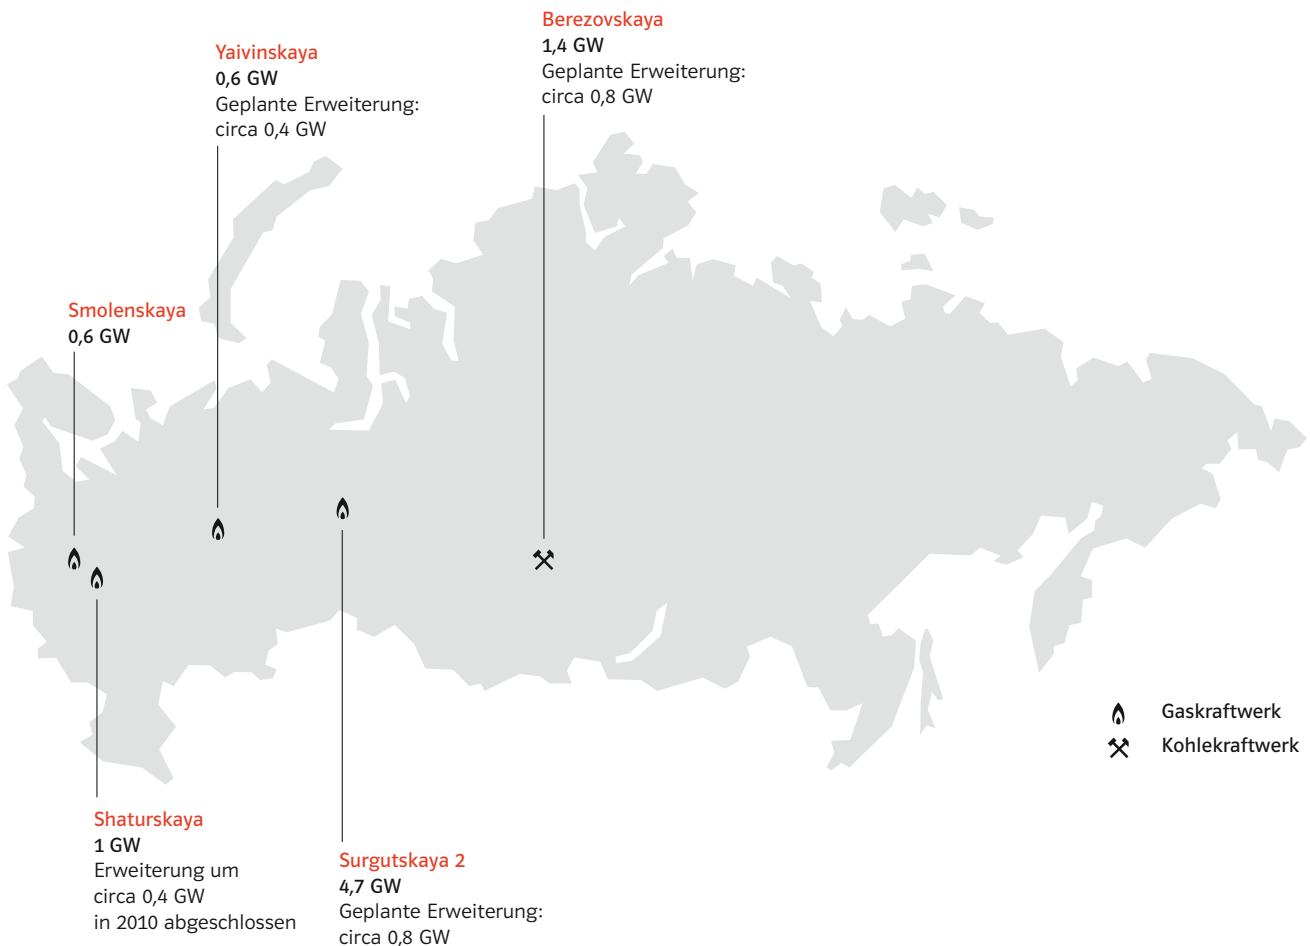 Berezovskaya
1,4 GW
Geplante Erweiterung:
circa 0,8 GW
Yaivinskaya
0,6 GW
Geplante Erweiterung:
circa 0,4 GW
Smolenskaya
0,6 GW
Gaskraftwerk
Kohlekraftwerk
Shaturskaya
1 GW
Erweiterung um
circa 0,4 GW
in 2010 abgeschlossen
Surgutskaya 2
4,7 GW
Geplante Erweiterung:
circa 0,8 GW